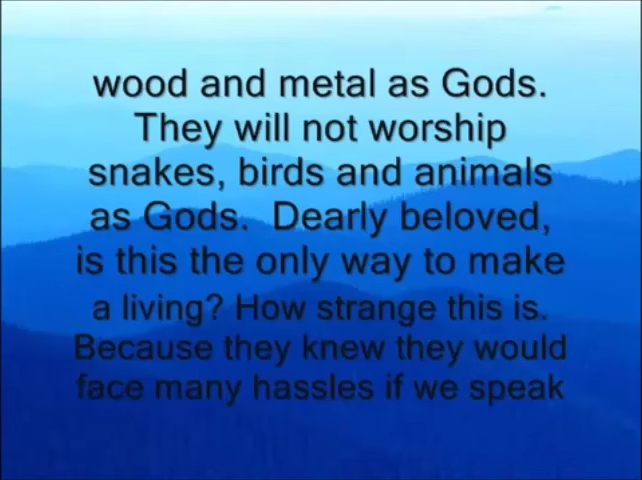 wood and metal as Gods.
They will not worship
snakes, birds and animals
as Gods.  Dearly beloved,
is this the only way to make
a living? How strange this is.
Because they knew they would
face many hassles if we speak